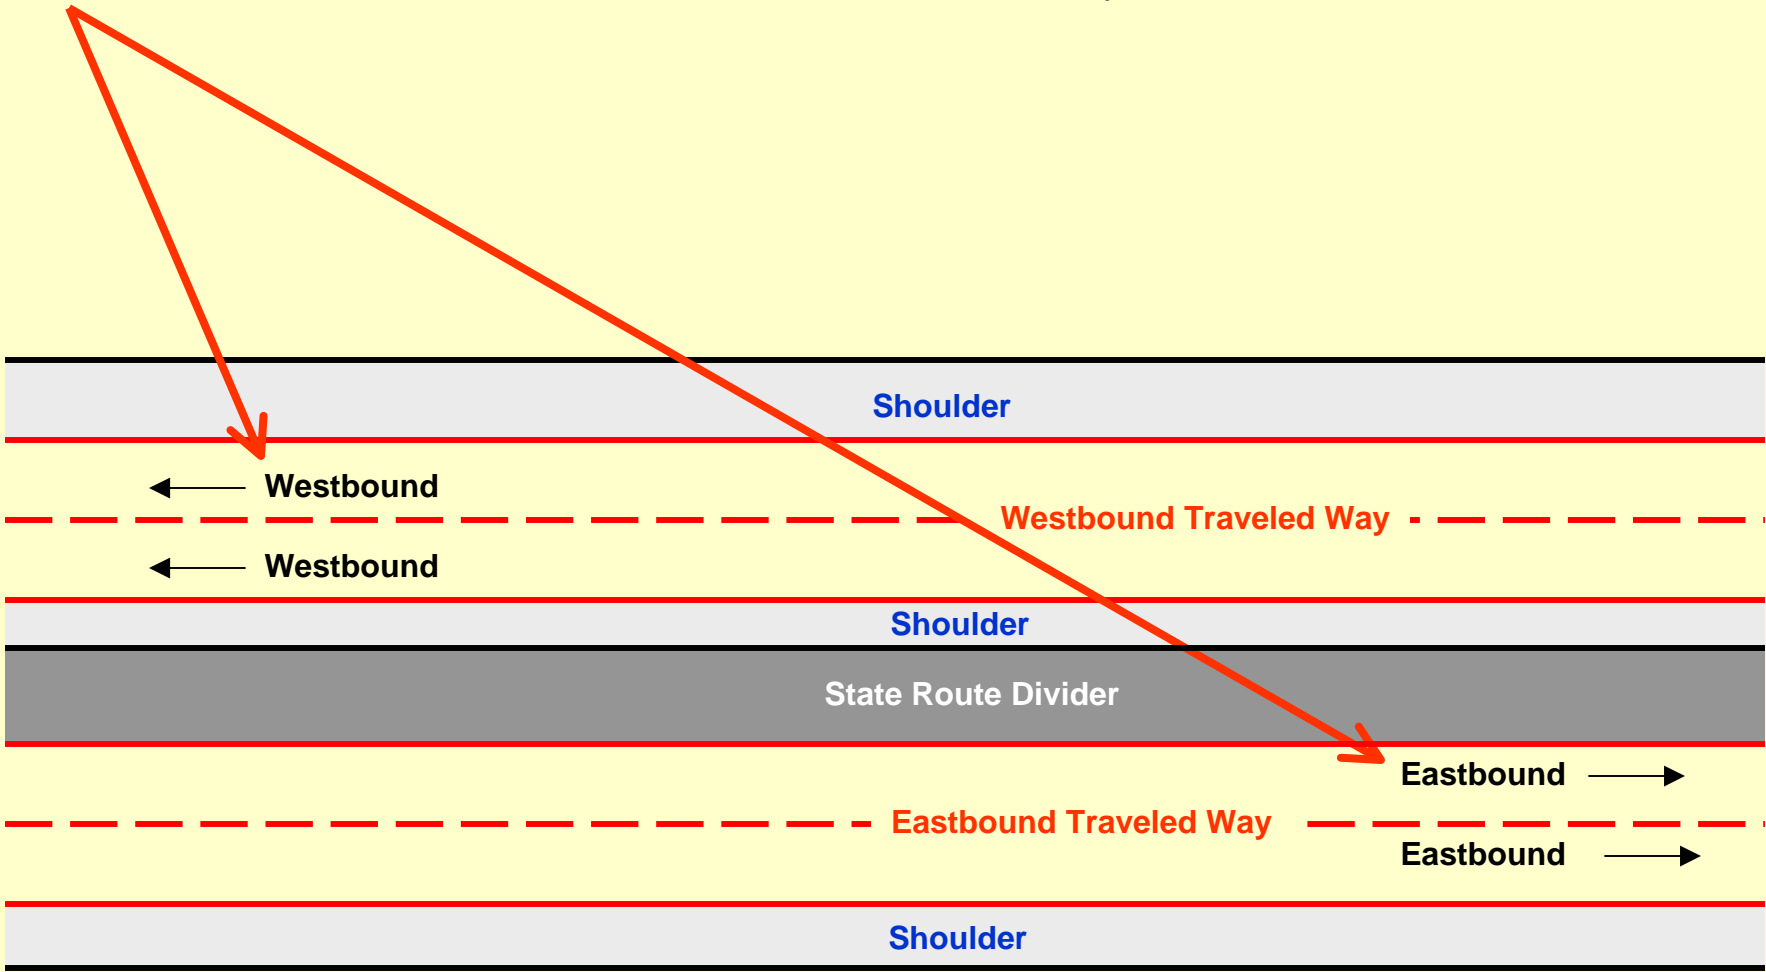 Shoulder
Westbound
Westbound Traveled Way
Westbound
Shoulder
State Route Divider
Eastbound
Eastbound Traveled Way
Eastbound
Shoulder